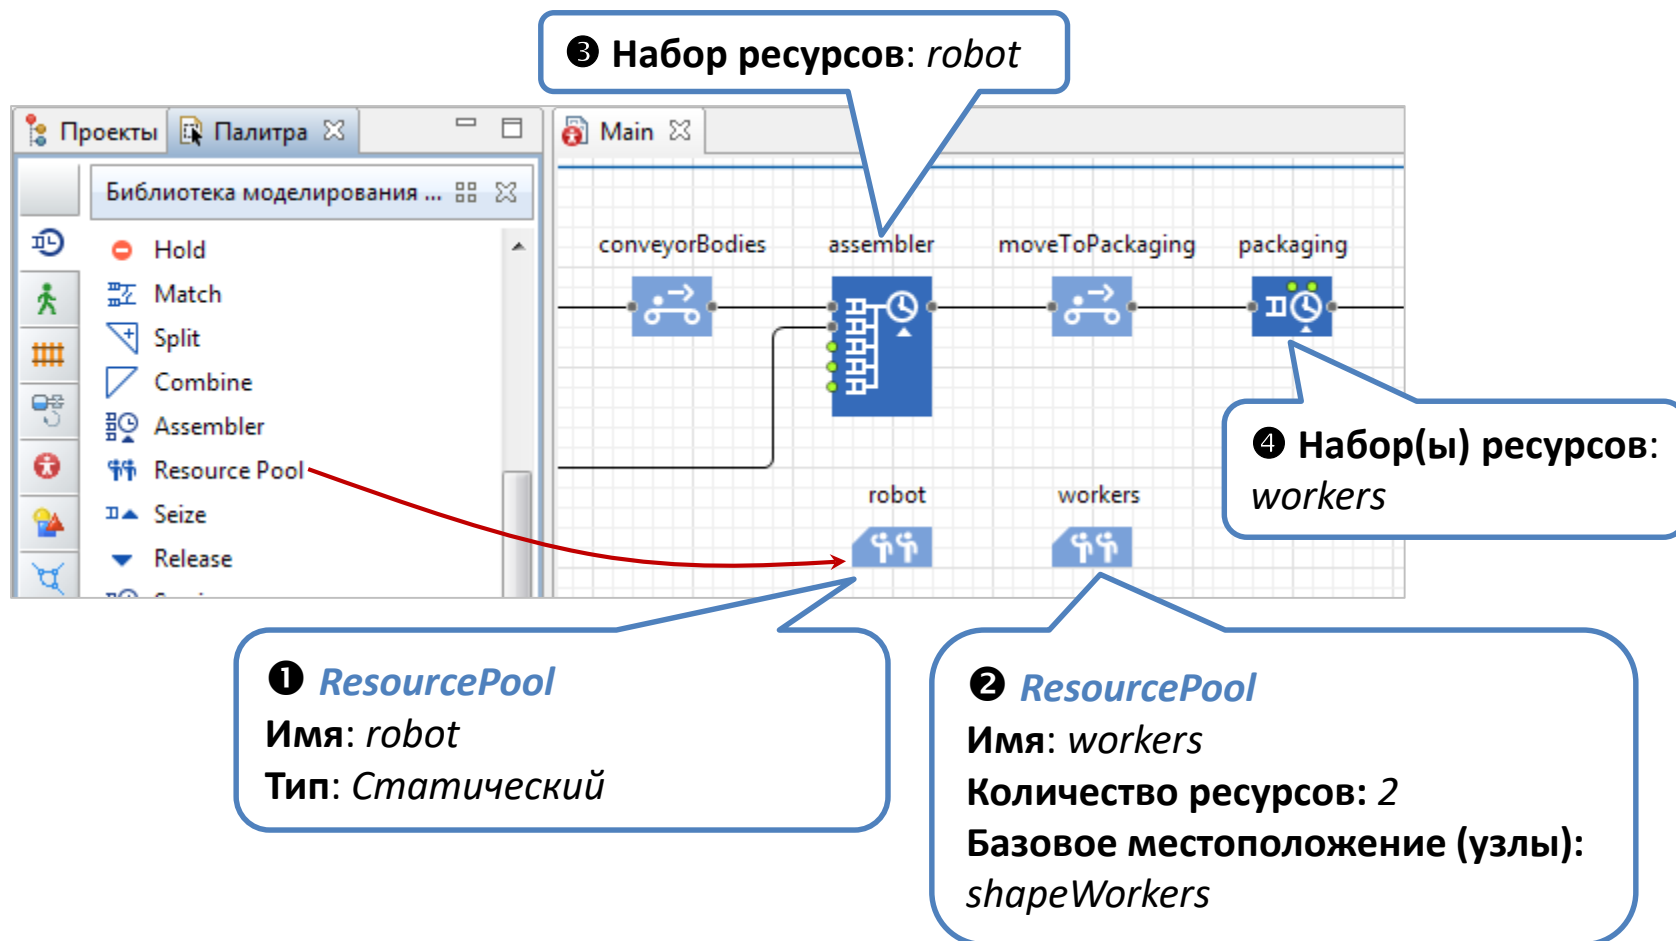 ❸ Набор ресурсов: robot
Проекты
Палитра
Main
Библиотека моделирования ...
Hold
Match
Split
Combine
Assembler
Resource Pool
Seize
Release
conveyorBodies
assembler
moveToPackaging
packaging
robot
workers
❹ Набор(ы) ресурсов:
workers
❶ ResourcePool
Имя: robot
Тип: Статический
❷ ResourcePool
Имя: workers
Количество ресурсов: 2
Базовое местоположение (узлы):
shapeWorkers